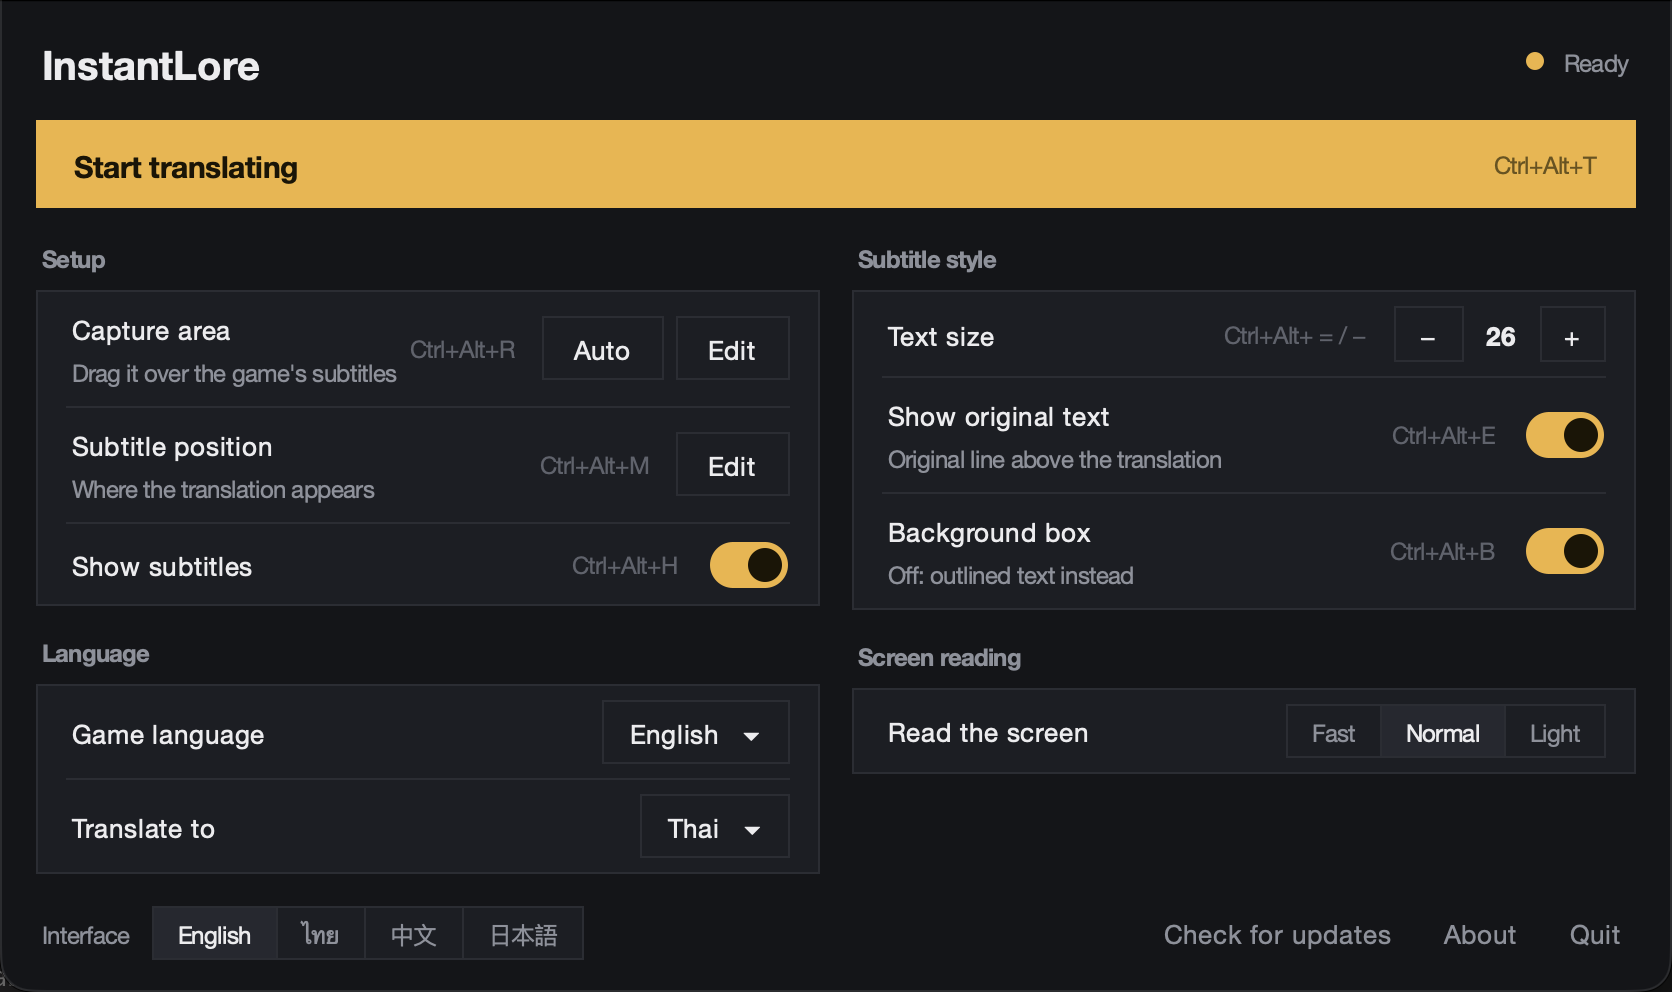 InstantLore
Ready
Start translating
Ctrl+Alt+T
Setup
Capture area
Drag it over the game's subtitles
Ctrl+Alt+R
Auto
Edit
Subtitle position
Where the translation appears
Ctrl+Alt+M
Edit
Show subtitles
Ctrl+Alt+H
Language
Game language
English
Translate to
Thai
Subtitle style
Text size
Ctrl+Alt+ = / −
−
26
+
Show original text
Original line above the translation
Ctrl+Alt+E
Background box
Off: outlined text instead
Ctrl+Alt+B
Screen reading
Read the screen
Fast
Normal
Light
Interface
English
ไทย
中文
日本語
Check for updates
About
Quit